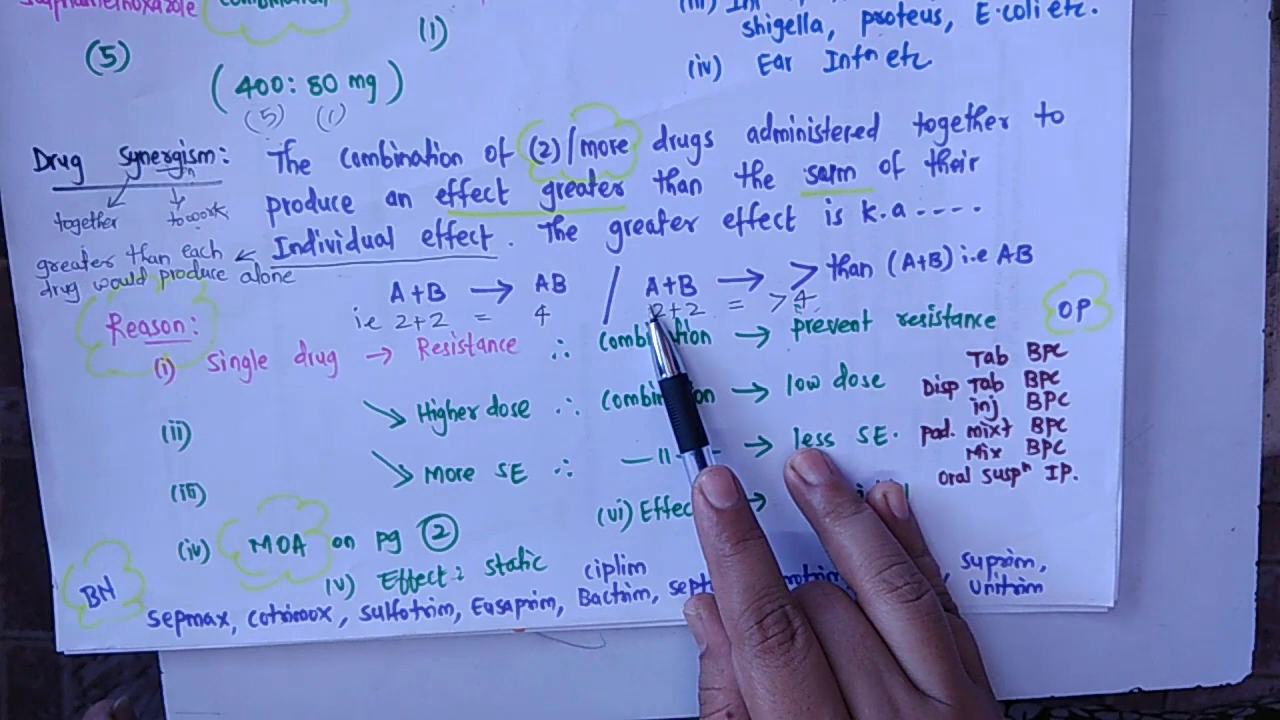 Combination
(5)
(1)
shigella, proteus, E.coli etc.
(iv) Ear Infn etc
(400: 80 mg)
(5) (1)
Drug Synergism: The Combination of (2)/more drugs administered together to
together to work
produce an effect greater than the sum of their
Individual effect. The greater effect is k.a ----.
greater than each
drug would produce alone
A+B → AB / A+B → > than (A+B) i.e AB
ie 2+2 = 4
2+2 = >4
OP
Reason:
(i) Single drug → Resistance ∴ Combination → prevent resistance
(ii) Higher dose ∴ Combination → low dose
(iii) More SE ∴ —11— → less SE.
Tab BPC
Disp Tab BPC
inj BPC
pad. mixt BPC
Mix BPC
Oral Suspn IP.
(iv) MOA on pg (2)
(v) Effect: static
(vi) Effec
BN
Sepmax, Cotrimox, Sulfotrim, Easaprim, Bactrim,
ciplim
suprim,
Unitrim